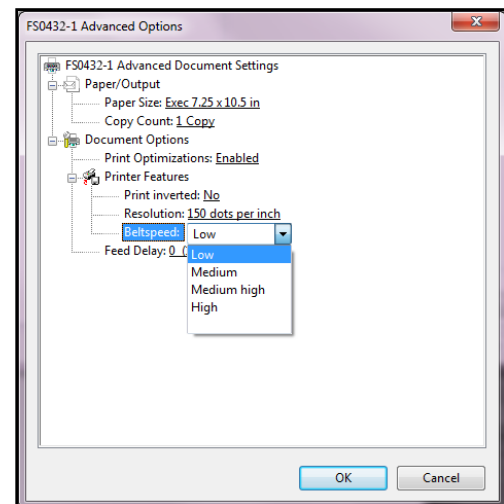 FS0432-1 Advanced Options
FS0432-1 Advanced Document Settings
Paper/Output
Paper Size: Exec 7.25 x 10.5 in
Copy Count: 1 Copy
Document Options
Print Optimizations: Enabled
Printer Features
Print inverted: No
Resolution: 150 dots per inch
Beltspeed: Low
Feed Delay: 0
Low
Medium
Medium high
High
OK Cancel